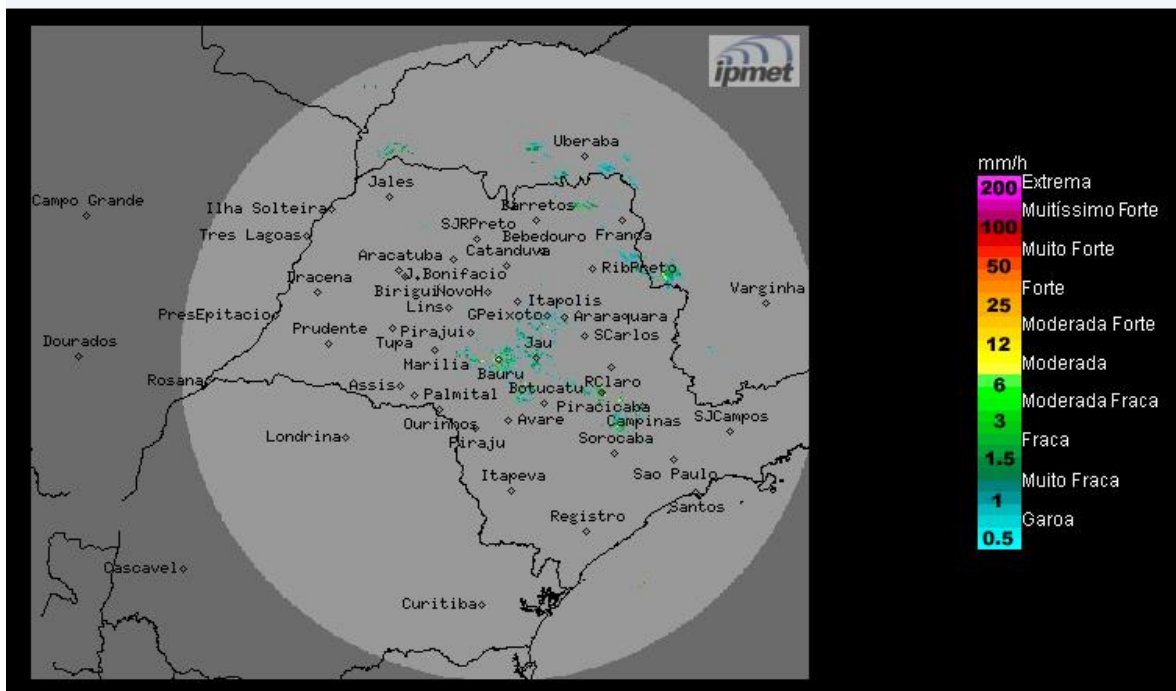 ipmet
Uberaba
Jales
Campo Grande
Ilha Solteira
Barretos
SJRPreto
Bebedouro
Franca
Tres Lagoas
Catanduva
Aracatuba
J.Bonifacio
RibPreto
Dracena
Birigui
NovoH
Varginha
Itapolis
Lins
GPeixoto
Araraquara
PresEpitacio
Prudente
Pirajui
SCarlos
Dourados
Tupa
Jau
Marilia
Bauru
Rosana
Assis
Botucatu
RClaro
Palmital
Piracicaba
SJCampos
Ourinhos
Avare
Campinas
Londrina
Piraju
Sorocaba
Itapeva
Sao Paulo
Santos
Registro
Cascavel
Curitiba
mm/h
200 Extrema
Muitíssimo Forte
100
Muito Forte
50
Forte
25
Moderada Forte
12
Moderada
6
Moderada Fraca
3
Fraca
1.5
Muito Fraca
1
Garoa
0.5